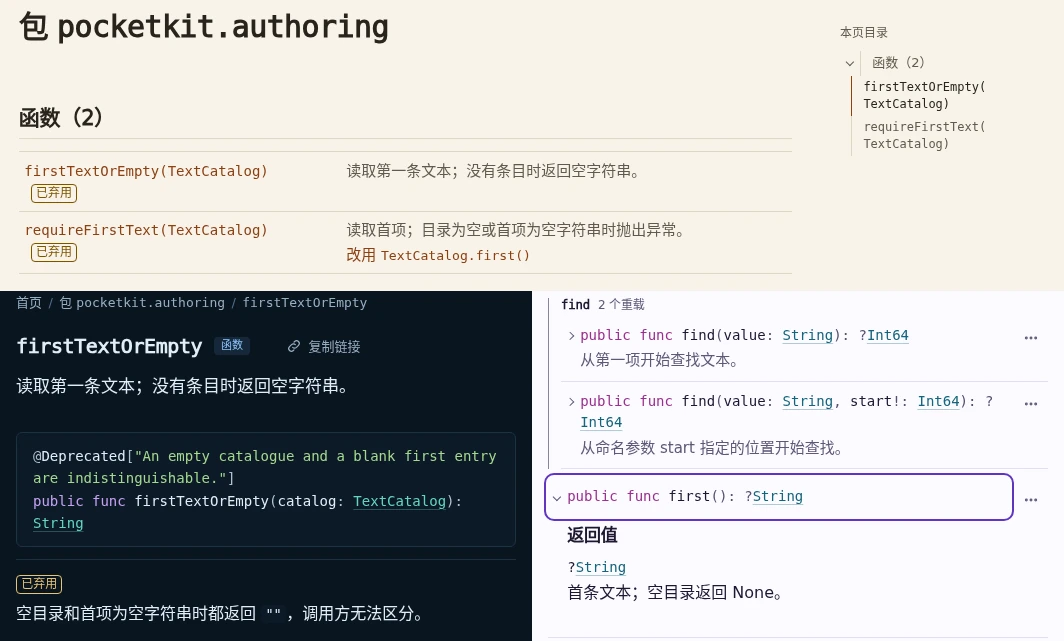 包 pocketkit.authoring
本页目录
函数（2）
firstTextOrEmpty(
TextCatalog)
requireFirstText(
TextCatalog)
函数（2）
firstTextOrEmpty(TextCatalog)
已弃用
读取第一条文本；没有条目时返回空字符串。
requireFirstText(TextCatalog)
已弃用
读取首项；目录为空或首项为空字符串时抛出异常。
改用 TextCatalog.first()
首页 / 包 pocketkit.authoring / firstTextOrEmpty
firstTextOrEmpty 函数 复制链接
读取第一条文本；没有条目时返回空字符串。
@Deprecated["An empty catalogue and a blank first entry
are indistinguishable."]
public func firstTextOrEmpty(catalog: TextCatalog):
String
已弃用
空目录和首项为空字符串时都返回 ""，调用方无法区分。
find 2 个重载
public func find(value: String): ?Int64
从第一项开始查找文本。
public func find(value: String, start!: Int64): ?
Int64
从命名参数 start 指定的位置开始查找。
public func first(): ?String
返回值
?String
首条文本；空目录返回 None。